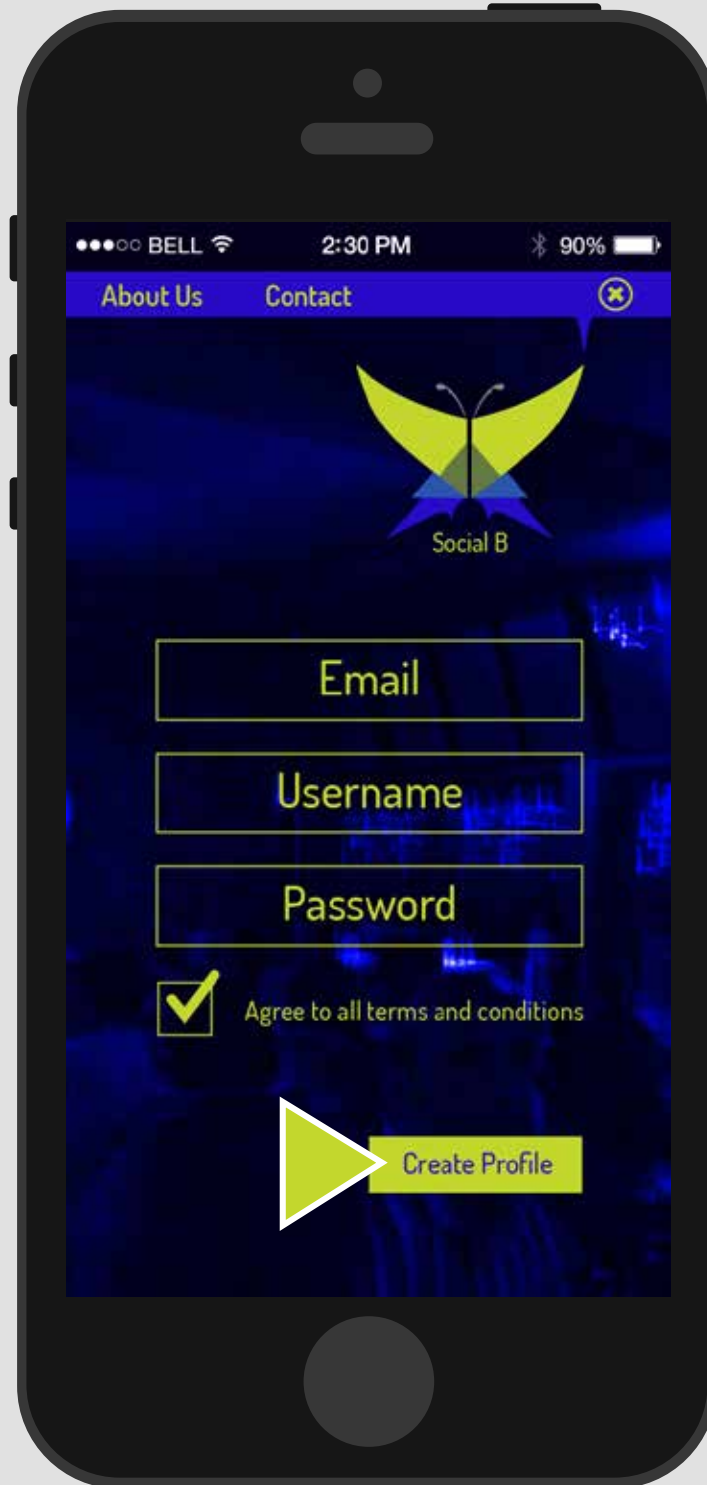 BELL 2:30 PM 90%
About Us Contact
Social B
Email
Username
Password
Agree to all terms and conditions
Create Profile